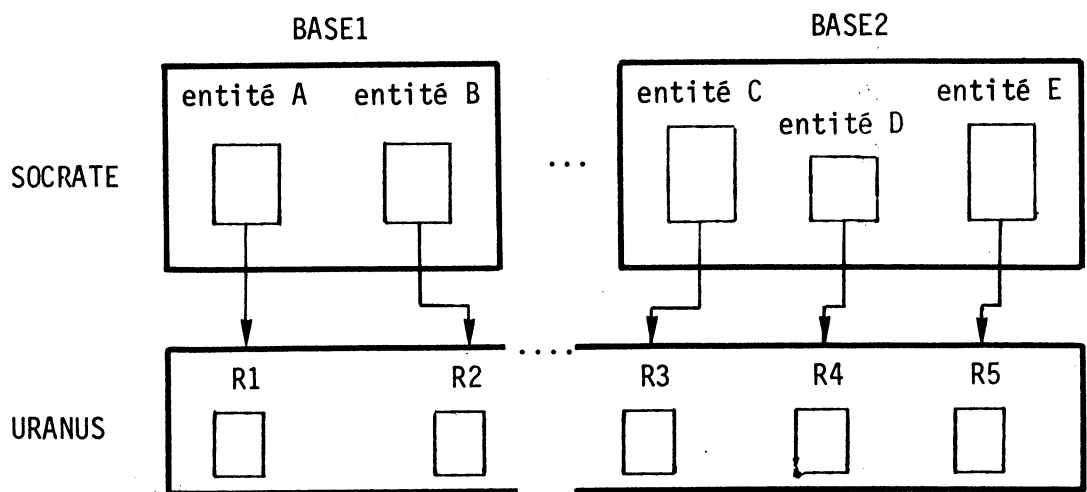 BASE1
BASE2
entité A entité B
entité C
entité D
entité E
...
SOCRATE
....
R1 R2 R3 R4 R5
URANUS